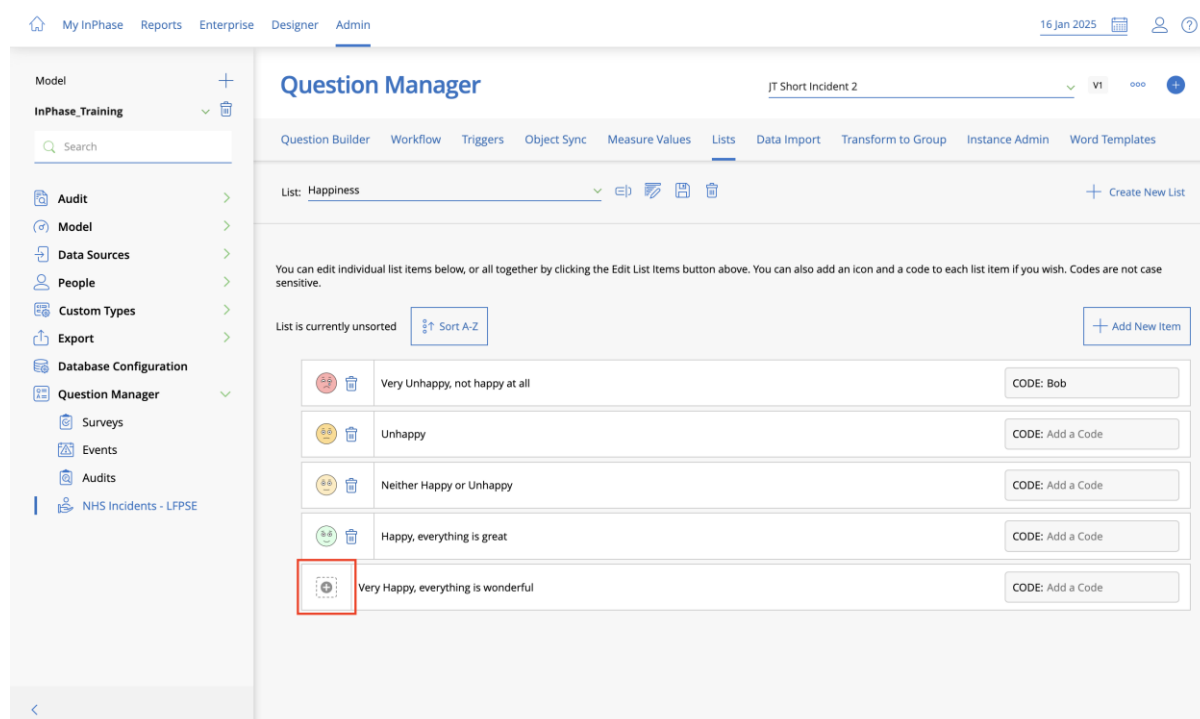 My InPhase Reports Enterprise Designer Admin 16 Jan 2025
Model
InPhase_Training
Search
Audit
Model
Data Sources
People
Custom Types
Export
Database Configuration
Question Manager
Surveys
Events
Audits
NHS Incidents - LFPSE
Question Manager JT Short Incident 2 V1
Question Builder Workflow Triggers Object Sync Measure Values Lists Data Import Transform to Group Instance Admin Word Templates
List: Happiness Create New List
You can edit individual list items below, or all together by clicking the Edit List Items button above. You can also add an icon and a code to each list item if you wish. Codes are not case
sensitive.
List is currently unsorted Sort A-Z Add New Item
Very Unhappy, not happy at all CODE: Bob
Unhappy CODE: Add a Code
Neither Happy or Unhappy CODE: Add a Code
Happy, everything is great CODE: Add a Code
Very Happy, everything is wonderful CODE: Add a Code